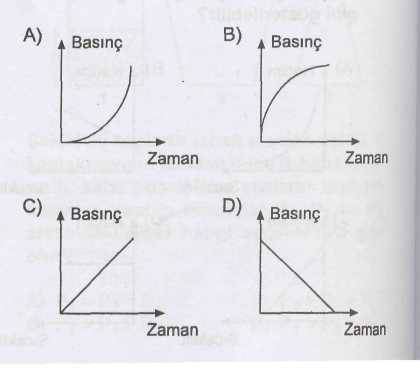 A) Basınç
Zaman
B) Basınç
Zaman
C) Basınç
Zaman
D) Basınç
Zaman